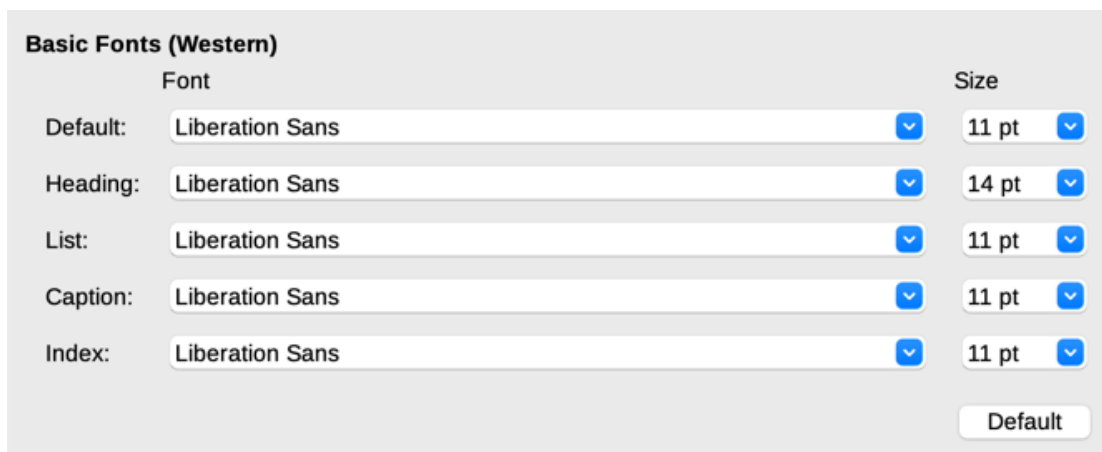 Basic Fonts (Western)
Font Size
Default: Liberation Sans 11 pt
Heading: Liberation Sans 14 pt
List: Liberation Sans 11 pt
Caption: Liberation Sans 11 pt
Index: Liberation Sans 11 pt
Default